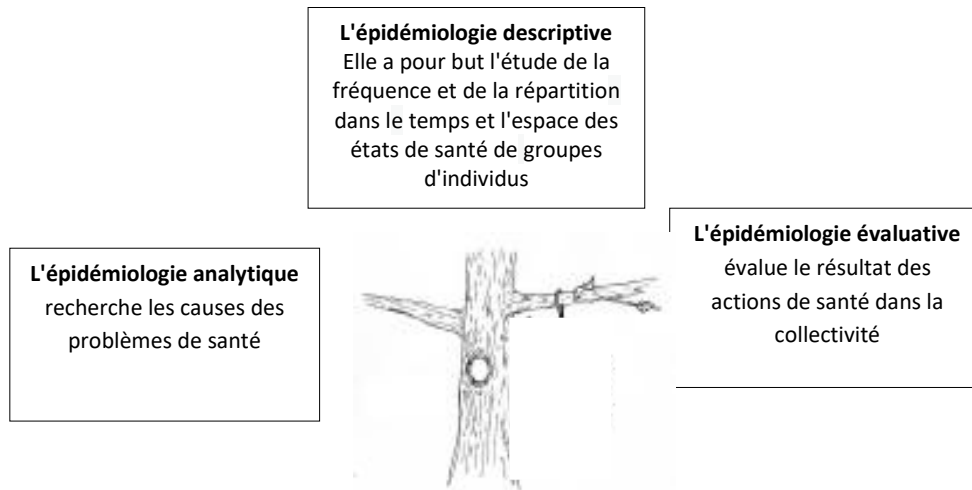 L'épidémiologie descriptive
Elle a pour but l'étude de la
fréquence et de la répartition
dans le temps et l'espace des
états de santé de groupes
d'individus
L'épidémiologie analytique
recherche les causes des
problèmes de santé
L'épidémiologie évaluative
évalue le résultat des
actions de santé dans la
collectivité